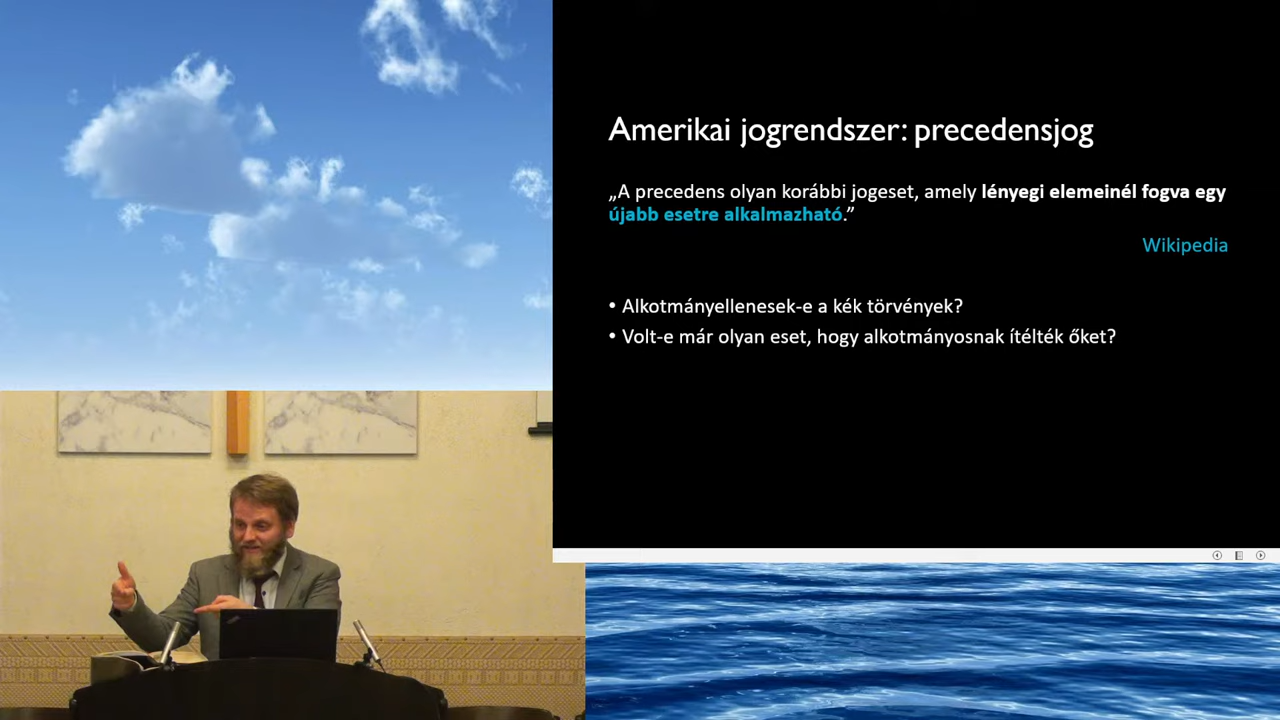 Amerikai jogrendszer: precedensjog
„A precedens olyan korábbi jogeset, amely lényegi elemeinél fogva egy
újabb esetre alkalmazható.”
Wikipedia
• Alkotmányellenesek-e a kék törvények?
• Volt-e már olyan eset, hogy alkotmányosnak ítélték őket?